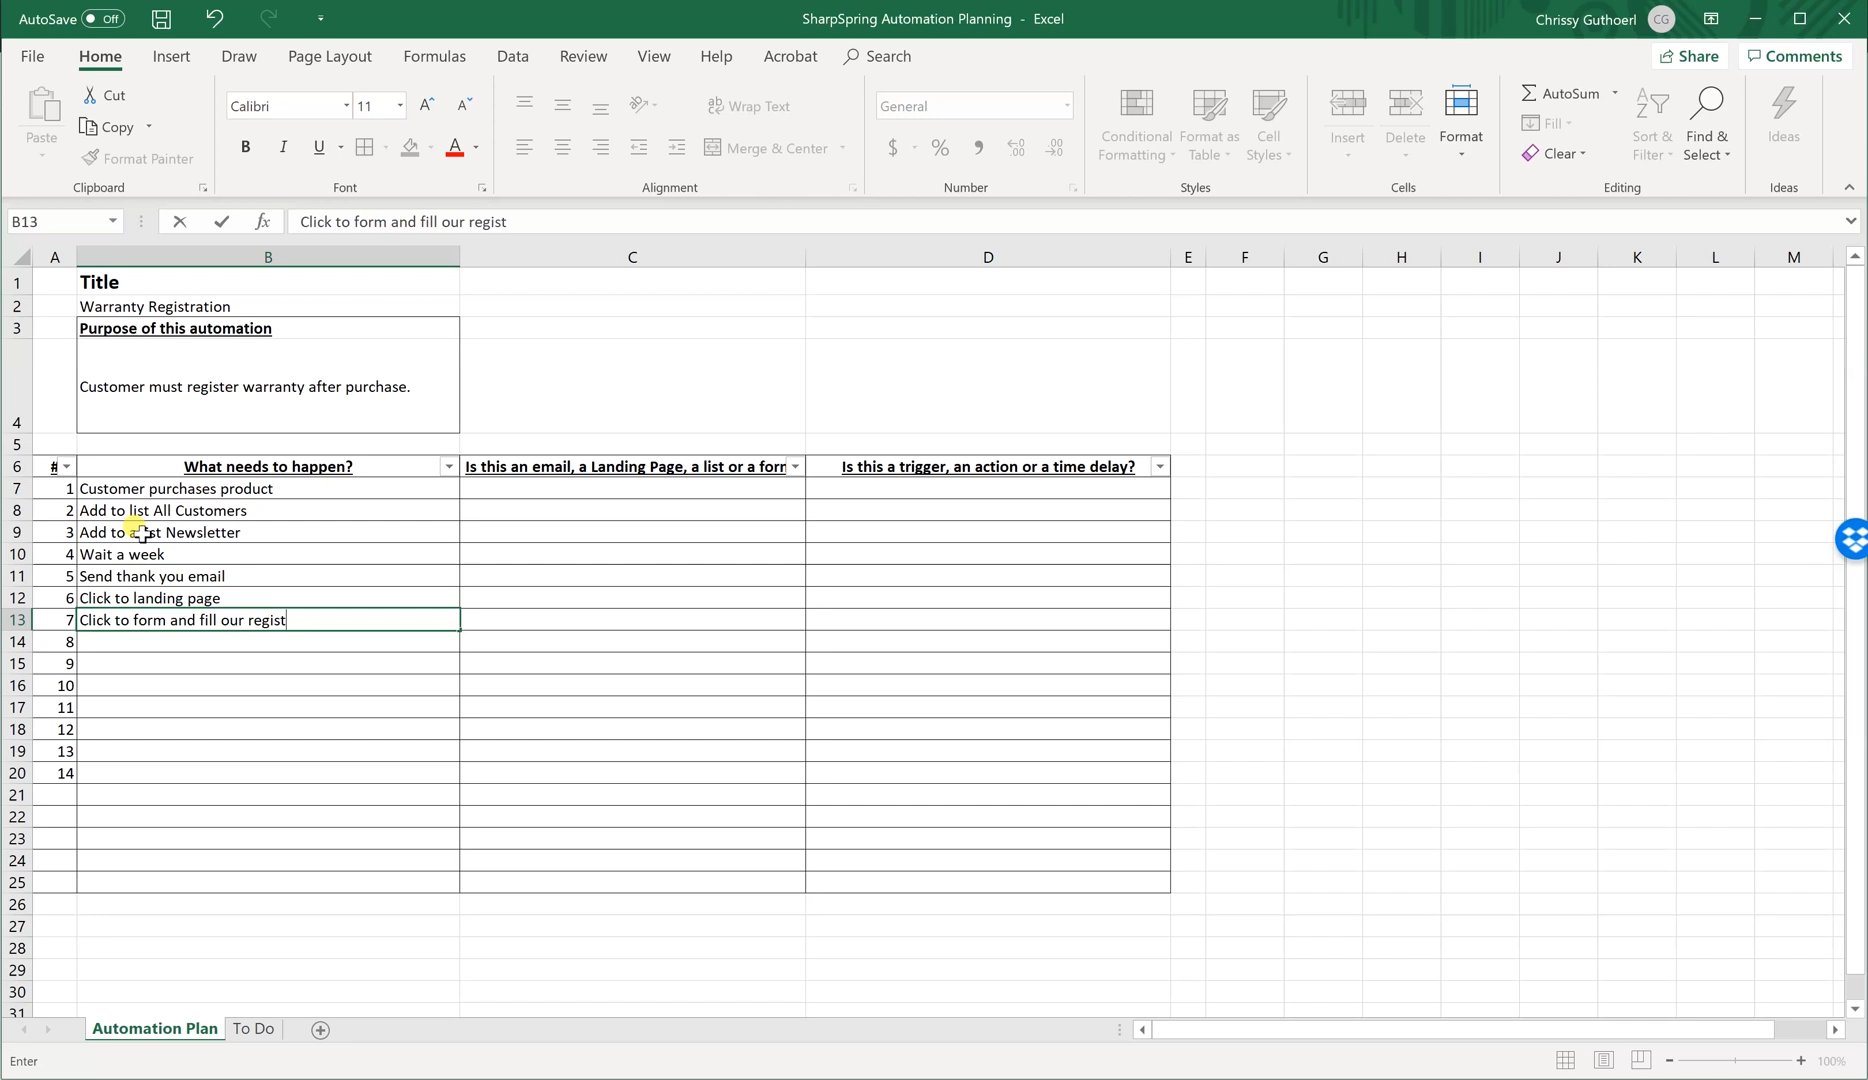 AutoSave Off
SharpSpring Automation Planning - Excel
Chrissy Guthoerl CG
File Home Insert Draw Page Layout Formulas Data Review View Help Acrobat Search Share Comments
Paste
Cut
Copy
Format Painter
Clipboard
Calibri 11
B I U A
Font
Wrap Text
Merge & Center
Alignment
General
$ % 9
Number
Conditional Formatting
Format as Table
Cell Styles
Styles
Insert
Delete
Format
Cells
AutoSum
Fill
Clear
Sort & Filter
Find & Select
Editing
Ideas
Ideas
B13 fx Click to form and fill our regist
A B C D E F G H I J K L M
1 Title
2 Warranty Registration
3 Purpose of this automation
4 Customer must register warranty after purchase.
5
6 # What needs to happen? Is this an email, a Landing Page, a list or a forr Is this a trigger, an action or a time delay?
7 1 Customer purchases product
8 2 Add to list All Customers
9 3 Add to a list Newsletter
10 4 Wait a week
11 5 Send thank you email
12 6 Click to landing page
13 7 Click to form and fill our regist
14 8
15 9
16 10
17 11
18 12
19 13
20 14
21
22
23
24
25
26
27
28
29
30
31
Automation Plan To Do
Enter
100%